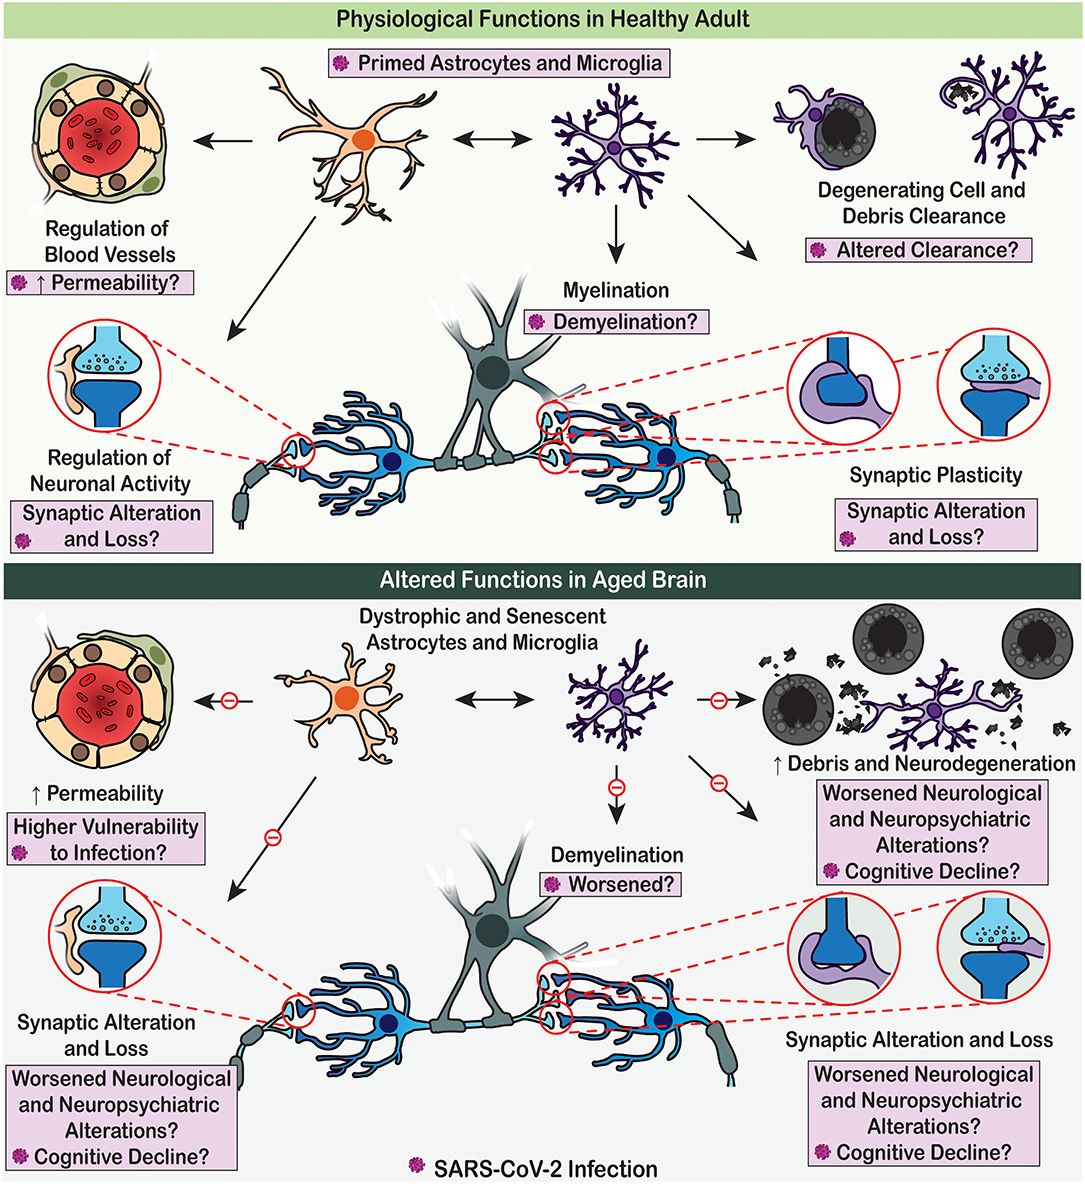 Physiological Functions in Healthy Adult
Primed Astrocytes and Microglia
Regulation of
Blood Vessels
↑ Permeability?
Degenerating Cell and
Debris Clearance
Altered Clearance?
Myelination
Demyelination?
Regulation of
Neuronal Activity
Synaptic Alteration
and Loss?
Synaptic Plasticity
Synaptic Alteration
and Loss?
Altered Functions in Aged Brain
Dystrophic and Senescent
Astrocytes and Microglia
↑ Permeability
Higher Vulnerability
to Infection?
↑ Debris and Neurodegeneration
Worsened Neurological
and Neuropsychiatric
Alterations?
Cognitive Decline?
Demyelination
Worsened?
Synaptic Alteration
and Loss
Worsened Neurological
and Neuropsychiatric
Alterations?
Cognitive Decline?
Synaptic Alteration and Loss
Worsened Neurological
and Neuropsychiatric
Alterations?
Cognitive Decline?
SARS-CoV-2 Infection